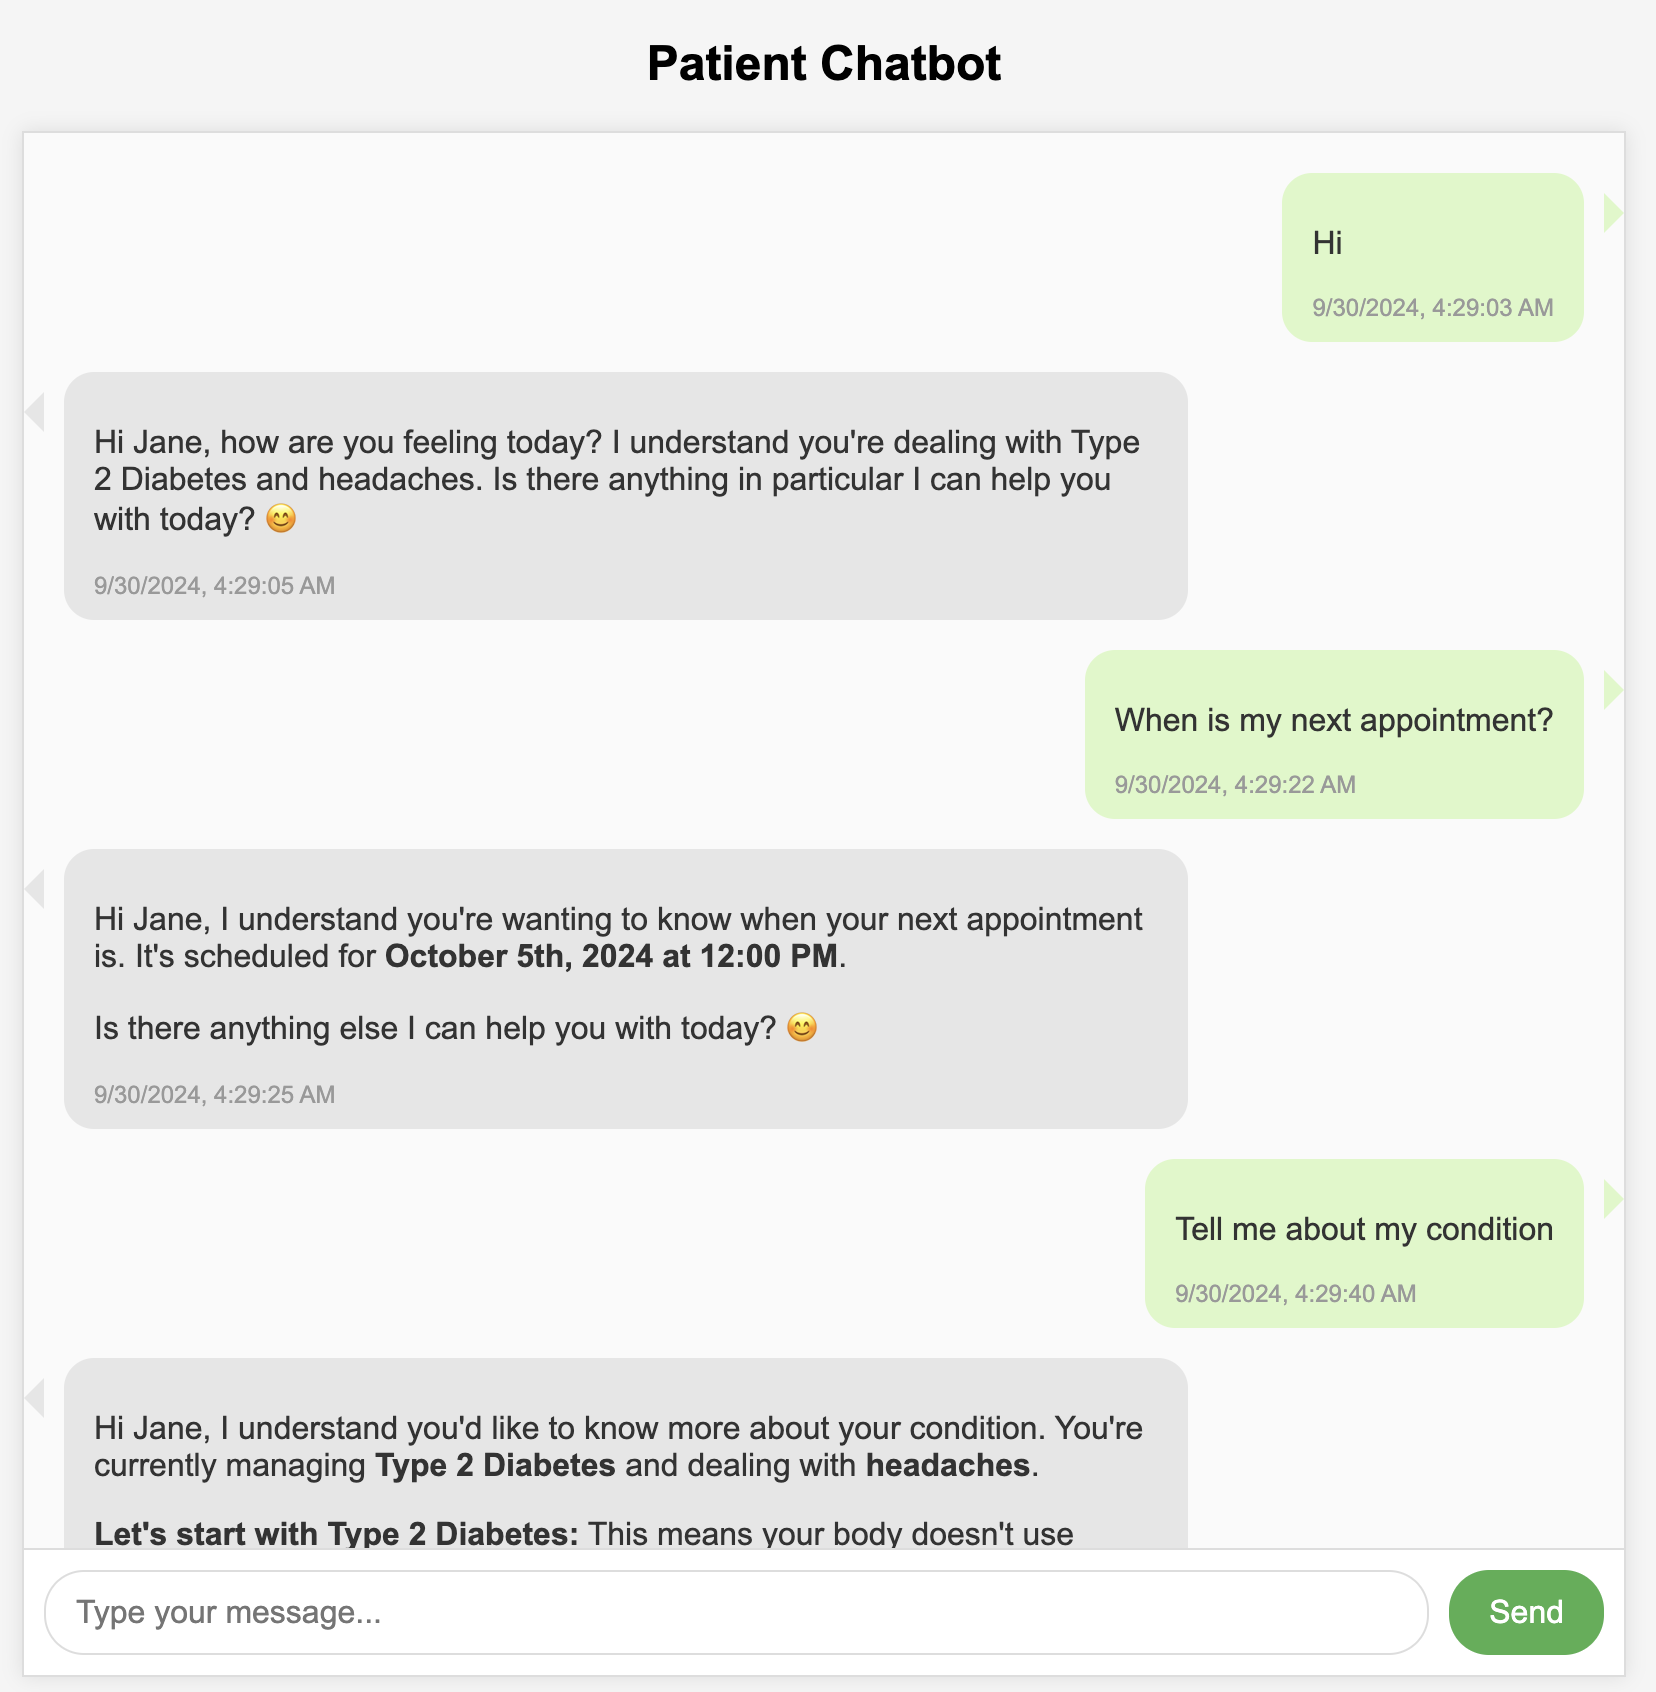 Patient Chatbot
Hi
9/30/2024, 4:29:03 AM
Hi Jane, how are you feeling today? I understand you're dealing with Type
2 Diabetes and headaches. Is there anything in particular I can help you
with today? 😊
9/30/2024, 4:29:05 AM
When is my next appointment?
9/30/2024, 4:29:22 AM
Hi Jane, I understand you're wanting to know when your next appointment
is. It's scheduled for October 5th, 2024 at 12:00 PM.
Is there anything else I can help you with today? 😊
9/30/2024, 4:29:25 AM
Tell me about my condition
9/30/2024, 4:29:40 AM
Hi Jane, I understand you'd like to know more about your condition. You're
currently managing Type 2 Diabetes and dealing with headaches.
Let's start with Type 2 Diabetes: This means your body doesn't use
Type your message...
Send